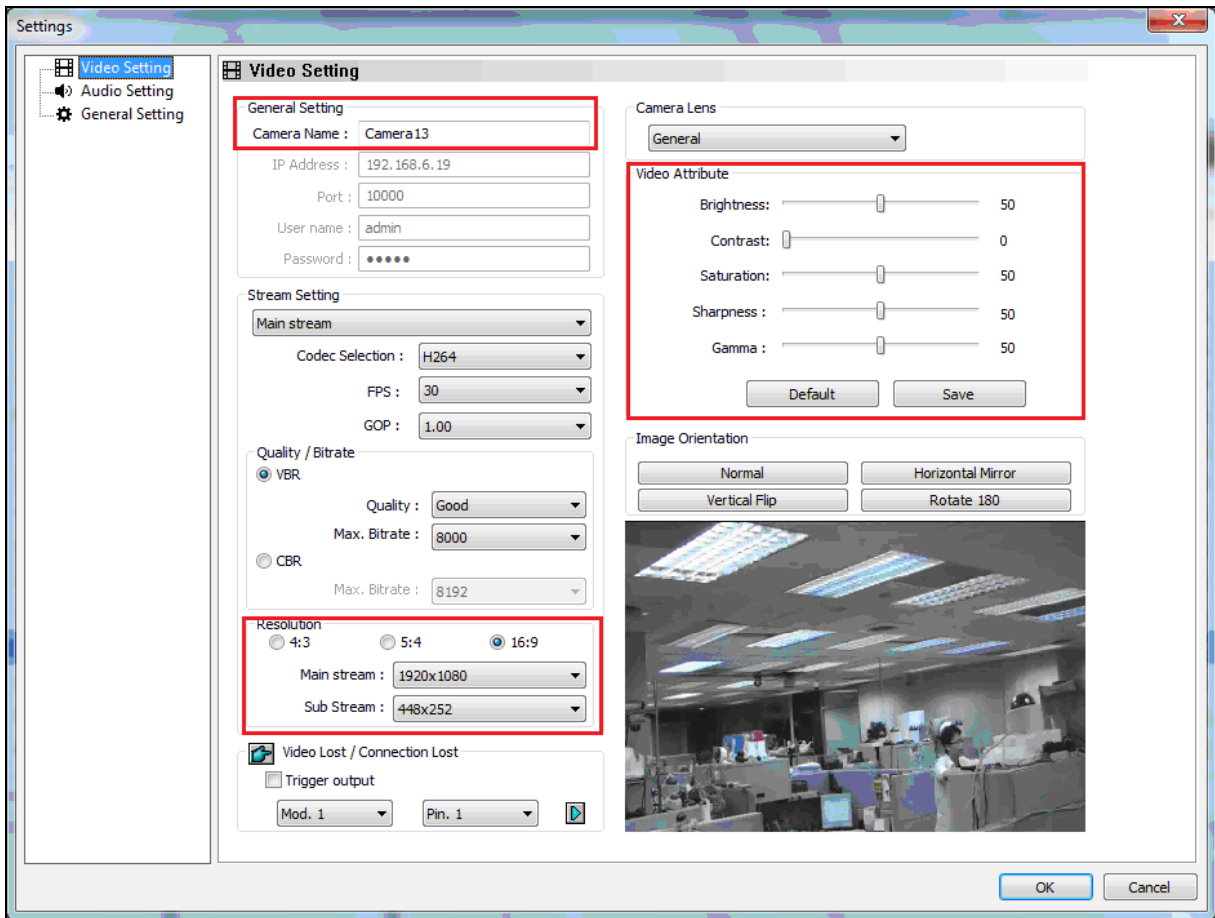 Settings
Video Setting
Audio Setting
General Setting
Video Setting
General Setting
Camera Name : Camera13
IP Address : 192.168.6.19
Port : 10000
User name : admin
Password : ●●●●●
Stream Setting
Main stream
Codec Selection : H264
FPS : 30
GOP : 1.00
Quality / Bitrate
VBR
Quality : Good
Max. Bitrate : 8000
CBR
Max. Bitrate : 8192
Resolution
4:3 5:4 16:9
Main stream : 1920x1080
Sub Stream : 448x252
Video Lost / Connection Lost
Trigger output
Mod. 1 Pin. 1
Camera Lens
General
Video Attribute
Brightness: 50
Contrast: 0
Saturation: 50
Sharpness : 50
Gamma : 50
Default Save
Image Orientation
Normal Horizontal Mirror
Vertical Flip Rotate 180
OK Cancel